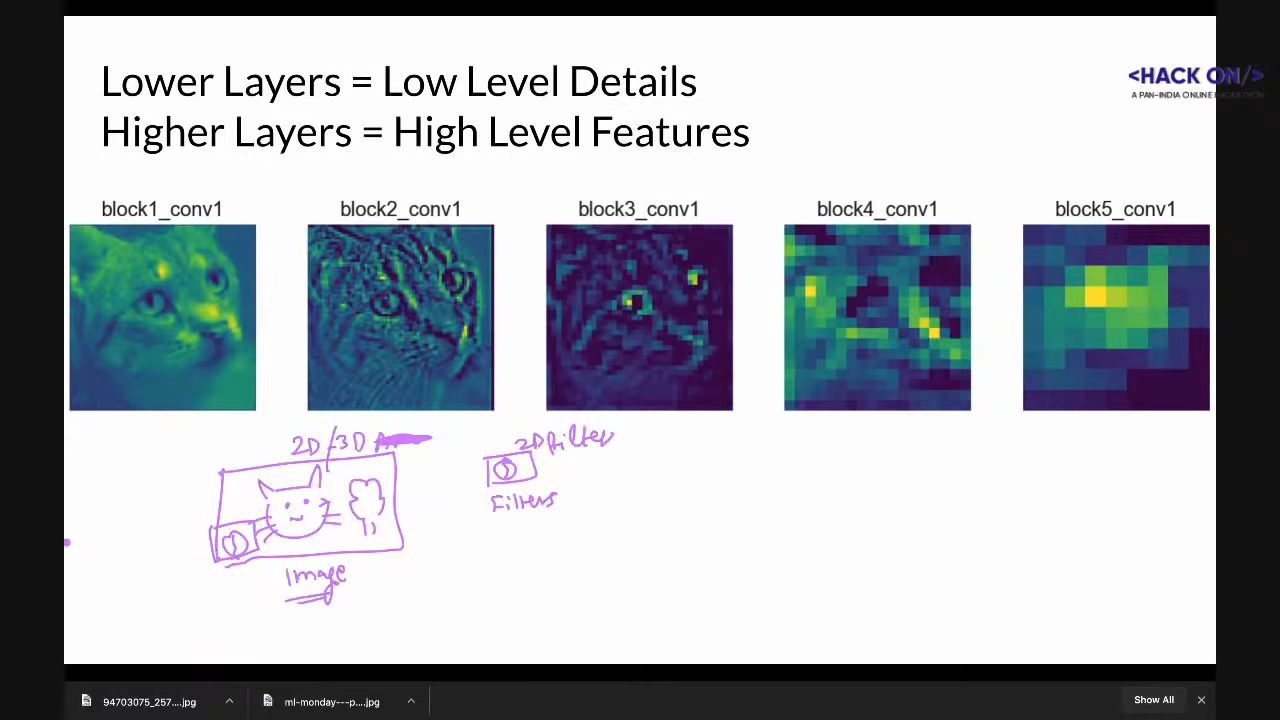 Lower Layers = Low Level Details
Higher Layers = High Level Features
<HACK ON/>
A PAN-INDIA ONLINE HACKATHON
block1_conv1
block2_conv1
block3_conv1
block4_conv1
block5_conv1
2D/3D
2D Filter
Filters
Image
94703075_257....jpg
ml-monday---p....jpg
Show All